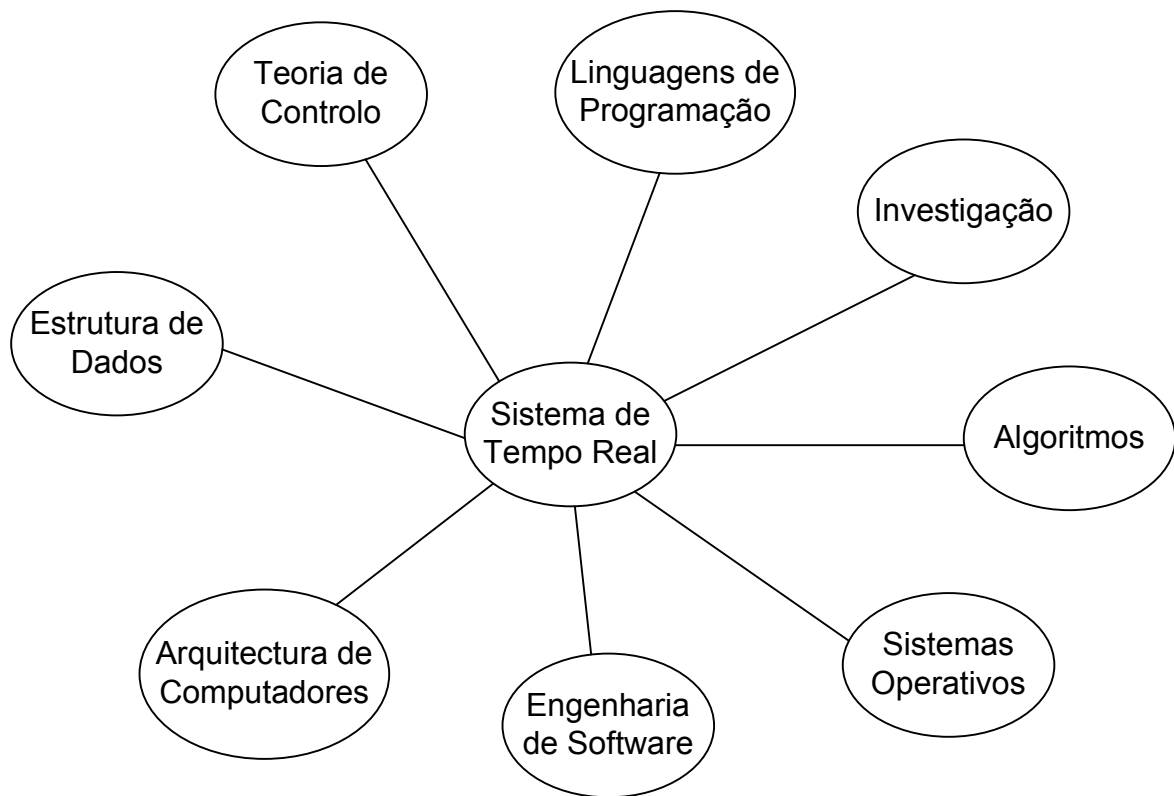 Teoria de
Controlo
Linguagens de
Programação
Investigação
Estrutura de
Dados
Sistema de
Tempo Real
Algoritmos
Arquitectura de
Computadores
Engenharia
de Software
Sistemas
Operativos